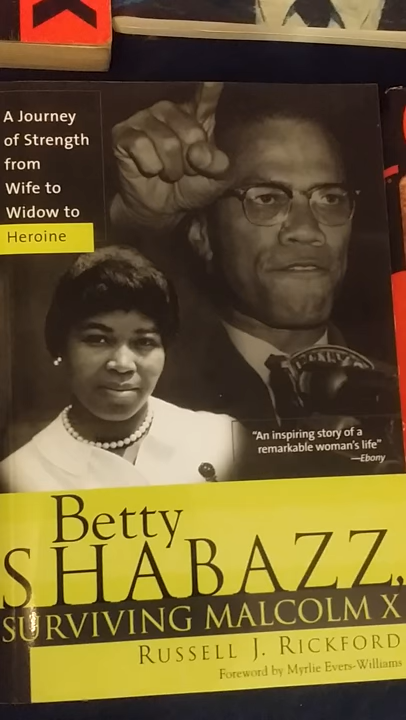 A Journey
of Strength
from
Wife to
Widow to
Heroine
"An inspiring story of a
remarkable woman's life"
—Ebony
Betty
SHABAZZ,
SURVIVING MALCOLM X
RUSSELL J. RICKFORD
Foreword by Myrlie Evers-Williams